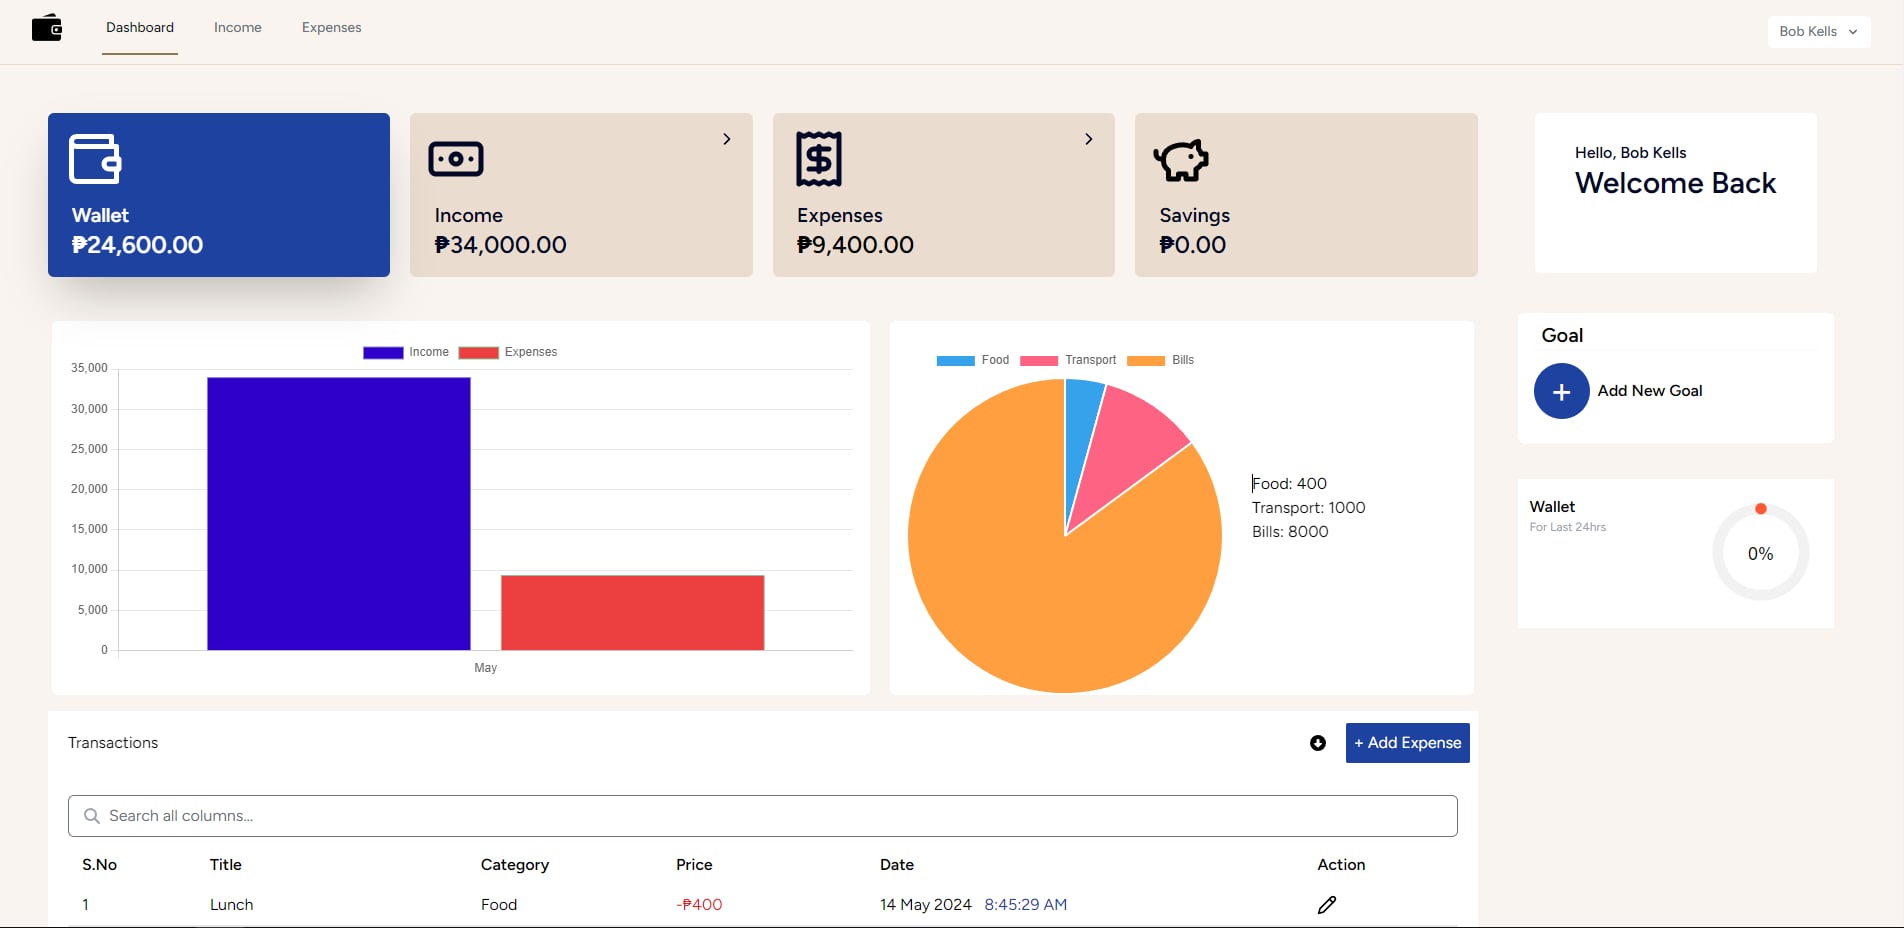 Dashboard Income Expenses Bob Kells
Wallet
₱24,600.00
Income
₱34,000.00
Expenses
₱9,400.00
Savings
₱0.00
Hello, Bob Kells
Welcome Back
Income Expenses
35,000
30,000
25,000
20,000
15,000
10,000
5,000
0
May
Food Transport Bills
Food: 400
Transport: 1000
Bills: 8000
Goal
+ Add New Goal
Wallet
For Last 24hrs
0%
Transactions
+ Add Expense
Search all columns...
S.No Title Category Price Date Action
1 Lunch Food -₱400 14 May 2024 8:45:29 AM